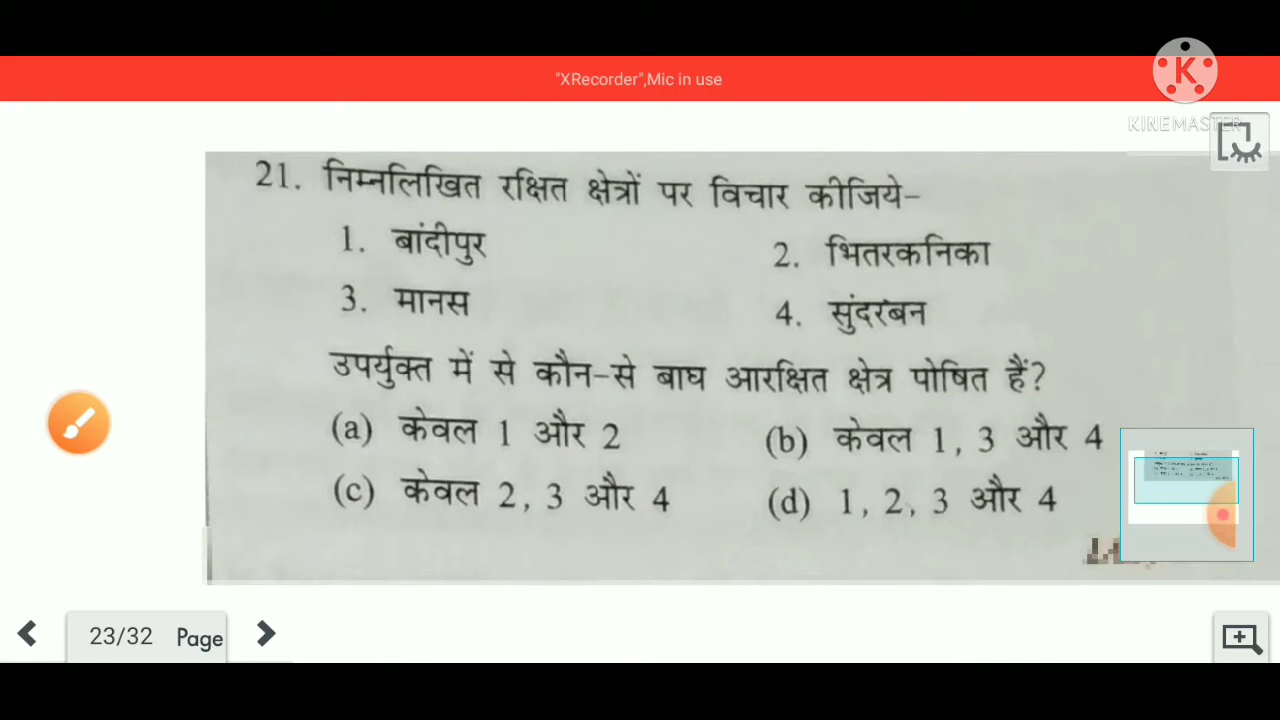 "XRecorder",Mic in use
K
KINEMASTER
21. निम्नलिखित रक्षित क्षेत्रों पर विचार कीजिये-
1. बांदीपुर 2. भितरकनिका
3. मानस 4. सुंदरबन
उपर्युक्त में से कौन-से बाघ आरक्षित क्षेत्र पोषित हैं?
(a) केवल 1 और 2 (b) केवल 1, 3 और 4
(c) केवल 2, 3 और 4 (d) 1, 2, 3 और 4
23/32 Page